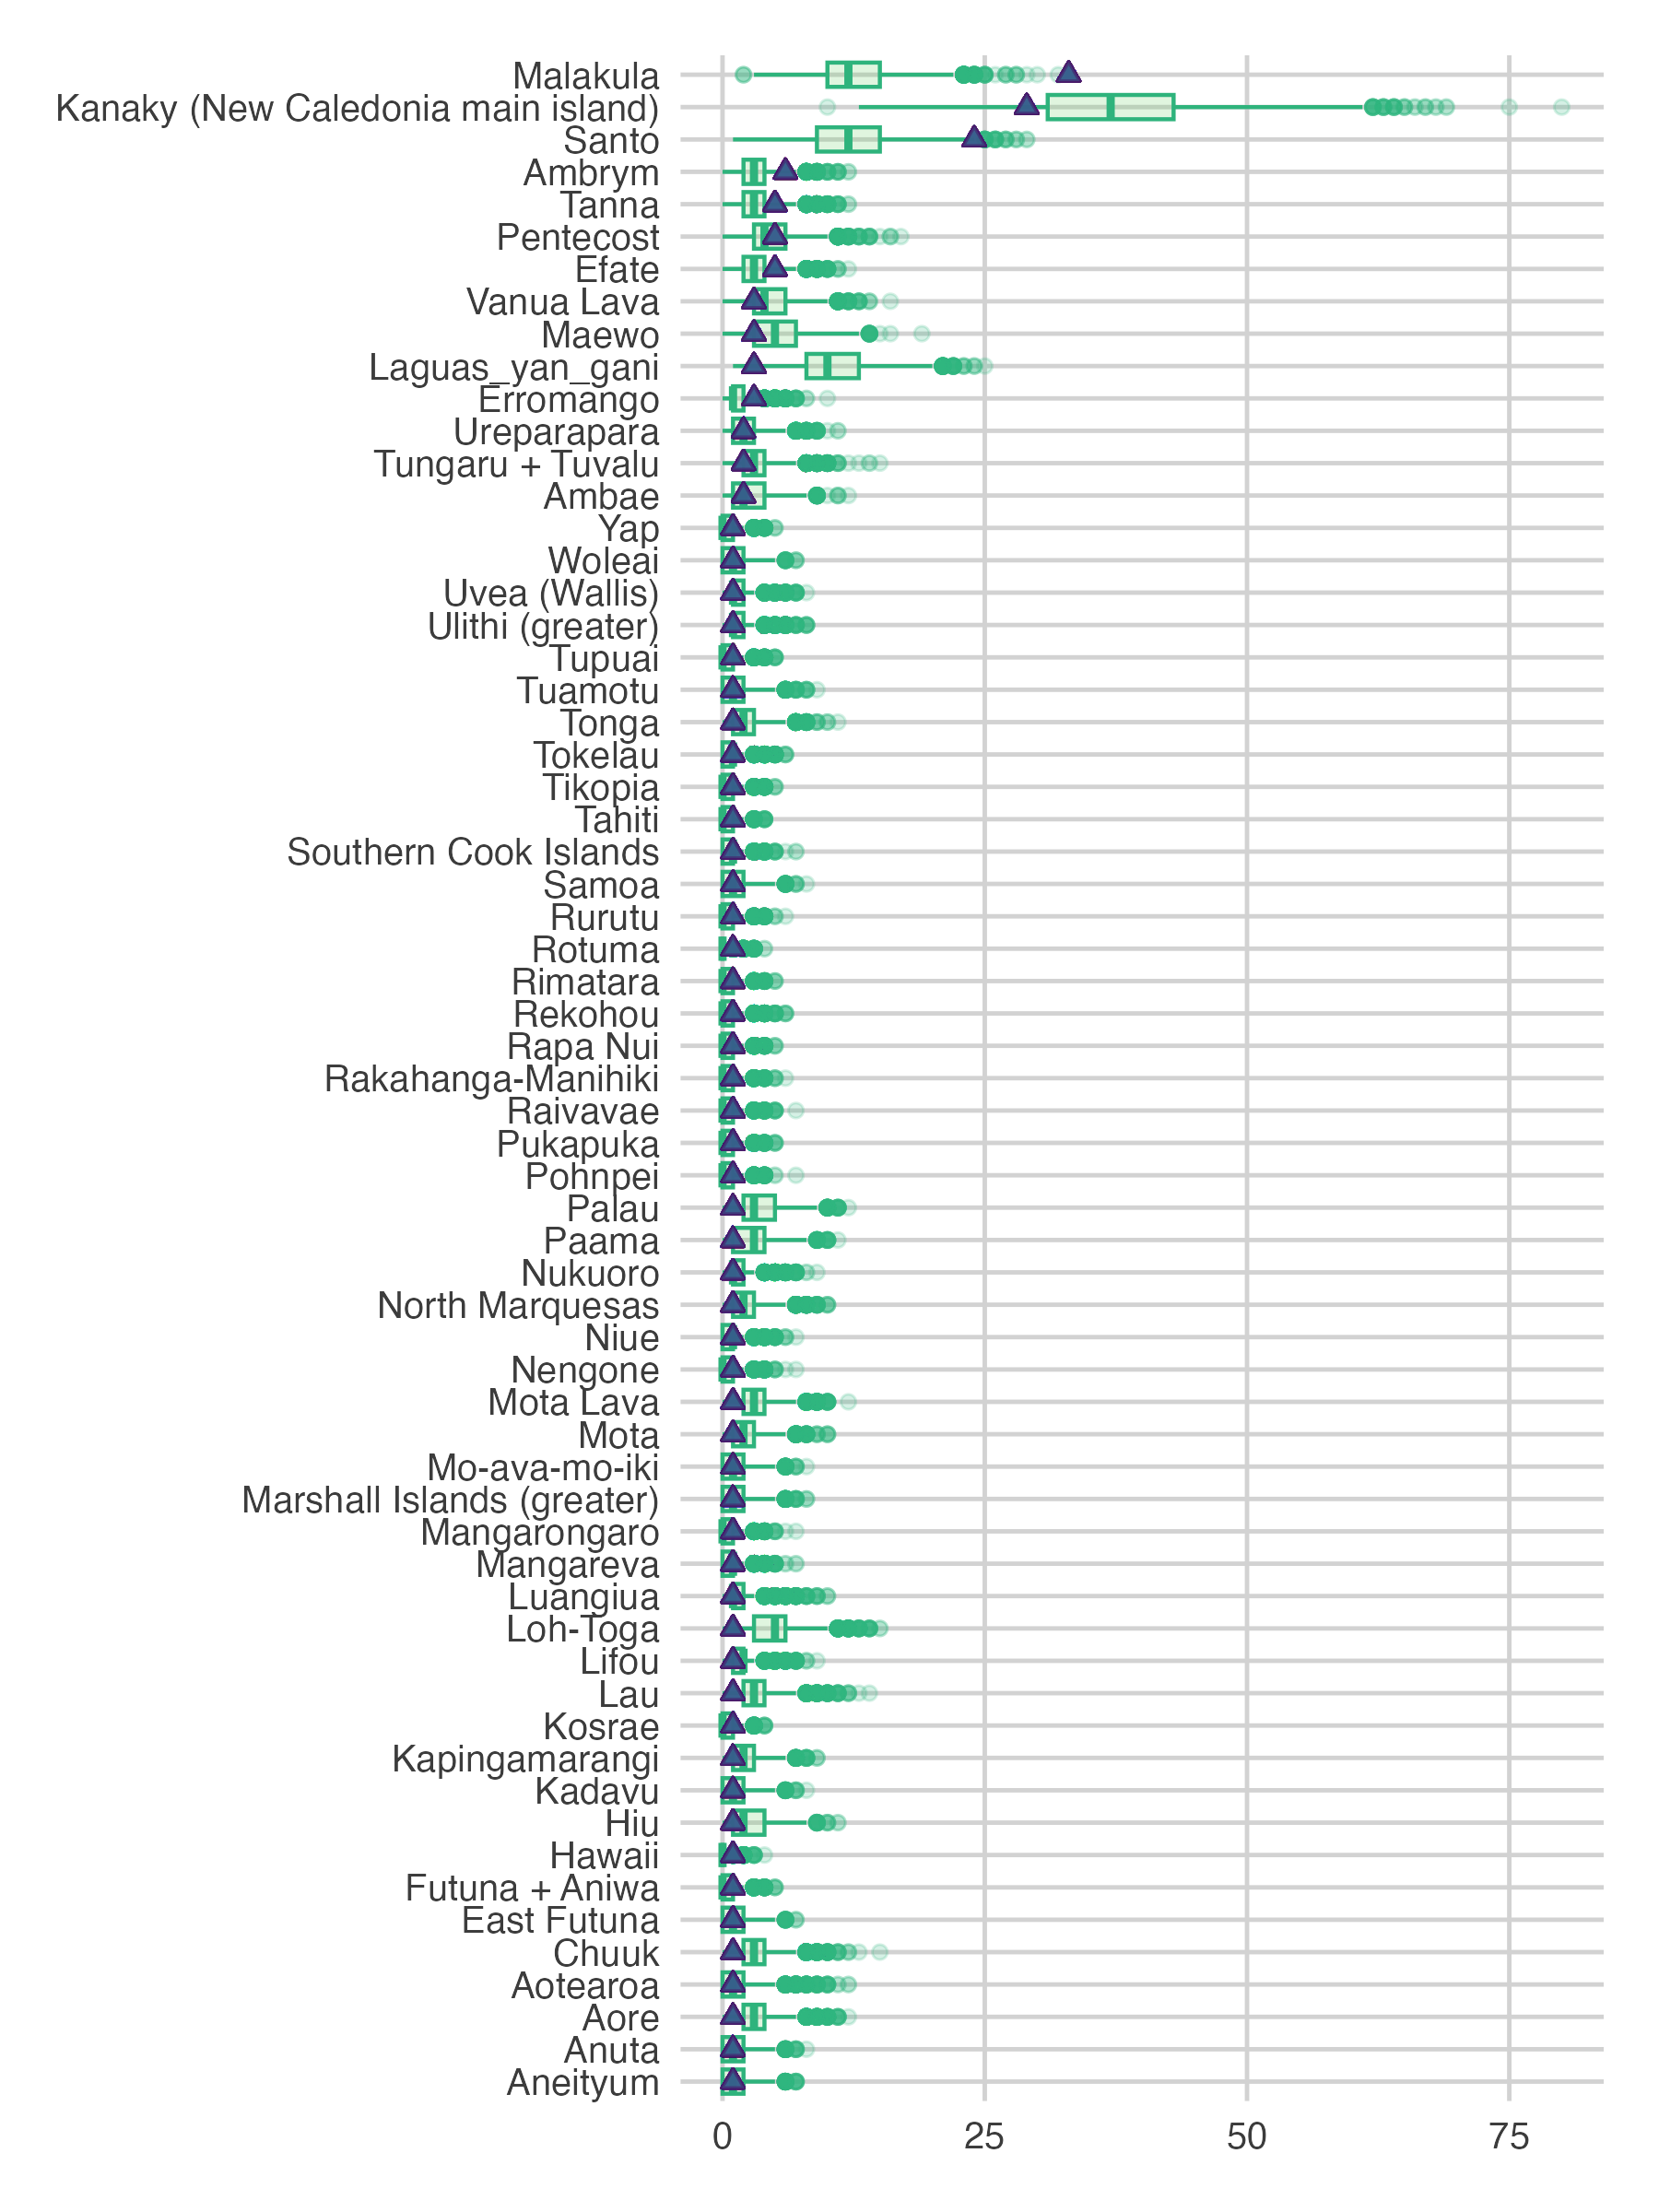 Malakula
Kanaky (New Caledonia main island)
Santo
Ambrym
Tanna
Pentecost
Efate
Vanua Lava
Maewo
Laguas_yan_gani
Erromango
Ureparapara
Tungaru + Tuvalu
Ambae
Yap
Woleai
Uvea (Wallis)
Ulithi (greater)
Tupuai
Tuamotu
Tonga
Tokelau
Tikopia
Tahiti
Southern Cook Islands
Samoa
Rurutu
Rotuma
Rimatara
Rekohou
Rapa Nui
Rakahanga-Manihiki
Raivavae
Pukapuka
Pohnpei
Palau
Paama
Nukuoro
North Marquesas
Niue
Nengone
Mota Lava
Mota
Mo-ava-mo-iki
Marshall Islands (greater)
Mangarongaro
Mangareva
Luangiua
Loh-Toga
Lifou
Lau
Kosrae
Kapingamarangi
Kadavu
Hiu
Hawaii
Futuna + Aniwa
East Futuna
Chuuk
Aotearoa
Aore
Anuta
Aneityum
0 25 50 75